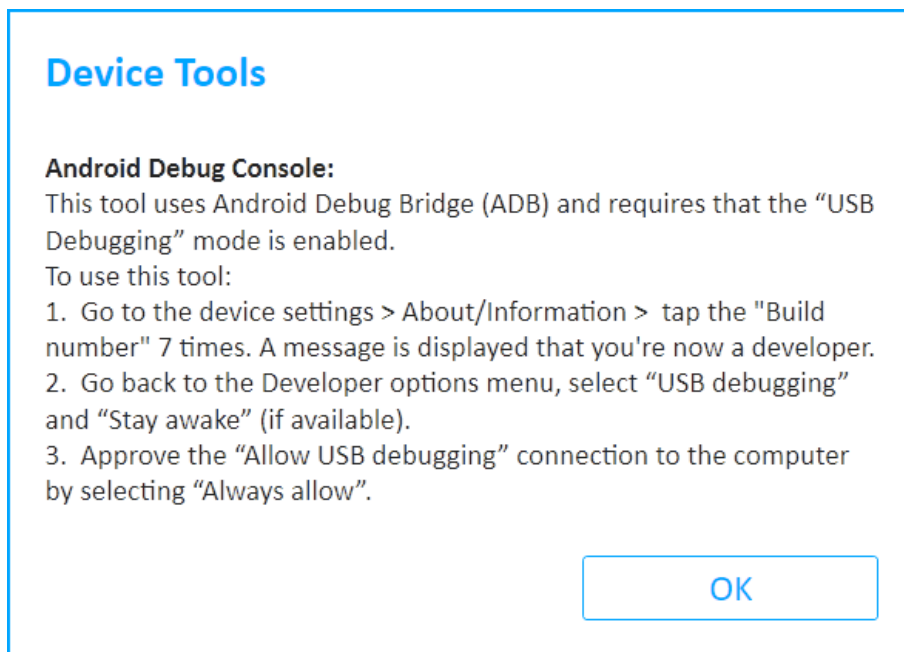 Device Tools
Android Debug Console:
This tool uses Android Debug Bridge (ADB) and requires that the “USB
Debugging” mode is enabled.
To use this tool:
1.  Go to the device settings > About/Information >  tap the "Build
number" 7 times. A message is displayed that you're now a developer.
2.  Go back to the Developer options menu, select “USB debugging”
and “Stay awake” (if available).
3.  Approve the “Allow USB debugging” connection to the computer
by selecting “Always allow”.
OK